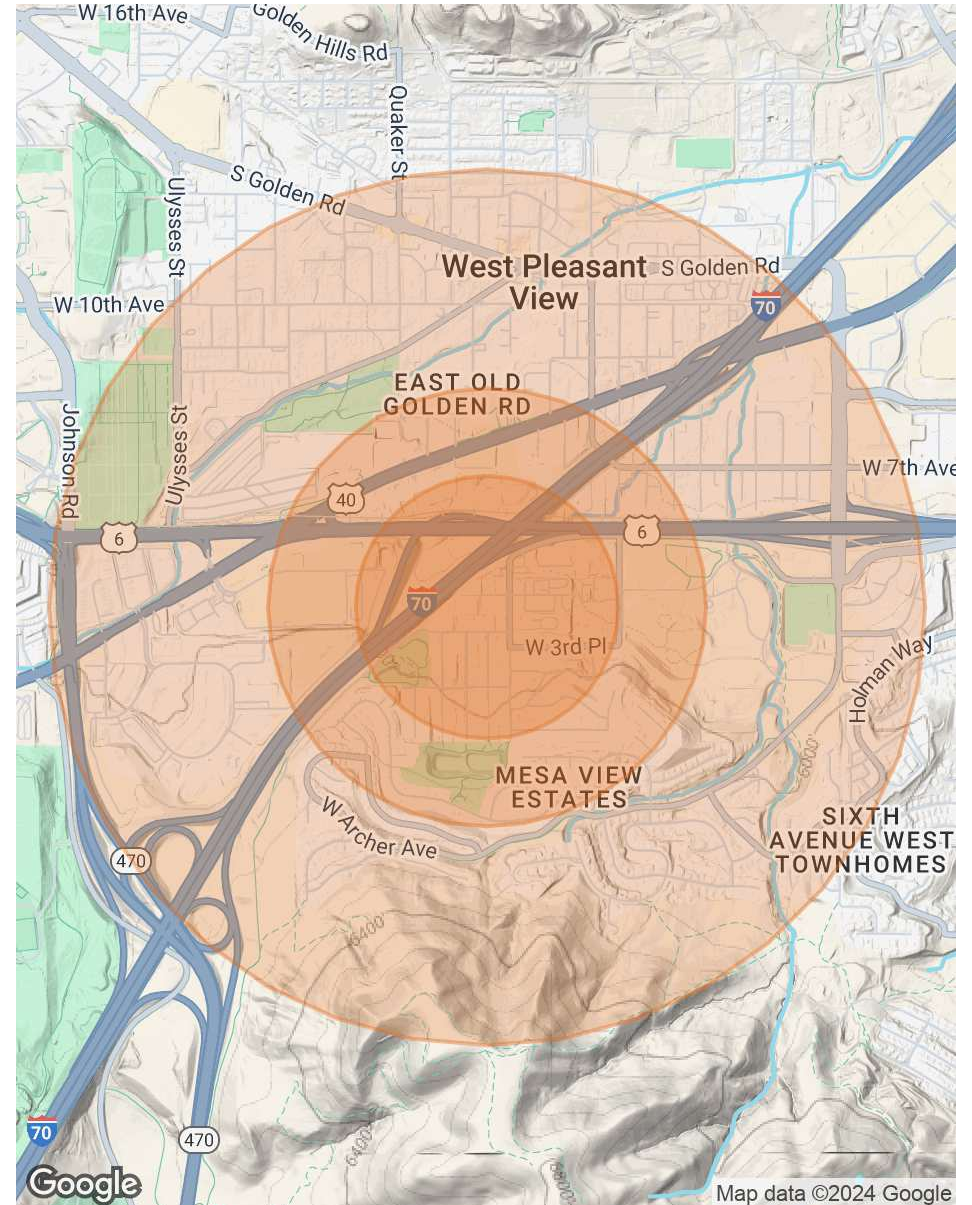 W 16th Ave
Golden Hills Rd
Quaker St
S Golden Rd
Ulysses St
West Pleasant
View
S Golden Rd
70
W 10th Ave
EAST OLD
GOLDEN RD
Johnson Rd
Ulysses St
W 7th Ave
40
6
6
70
W 3rd Pl
Holman Way
6000'
MESA VIEW
ESTATES
W Archer Ave
SIXTH
AVENUE WEST
TOWNHOMES
470
6400
70
470
6400
Google
Map data ©2024 Google